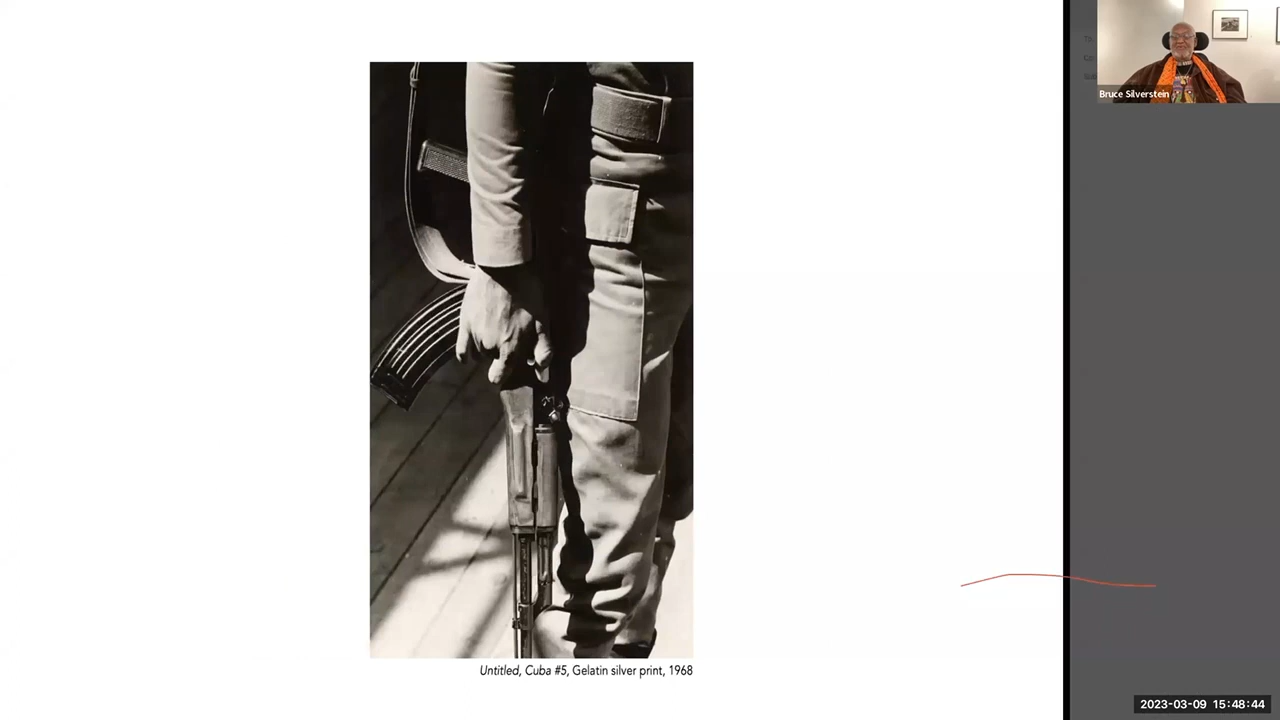 Bruce Silverstein
Untitled, Cuba #5, Gelatin silver print, 1968
2023-03-09 15:48:44